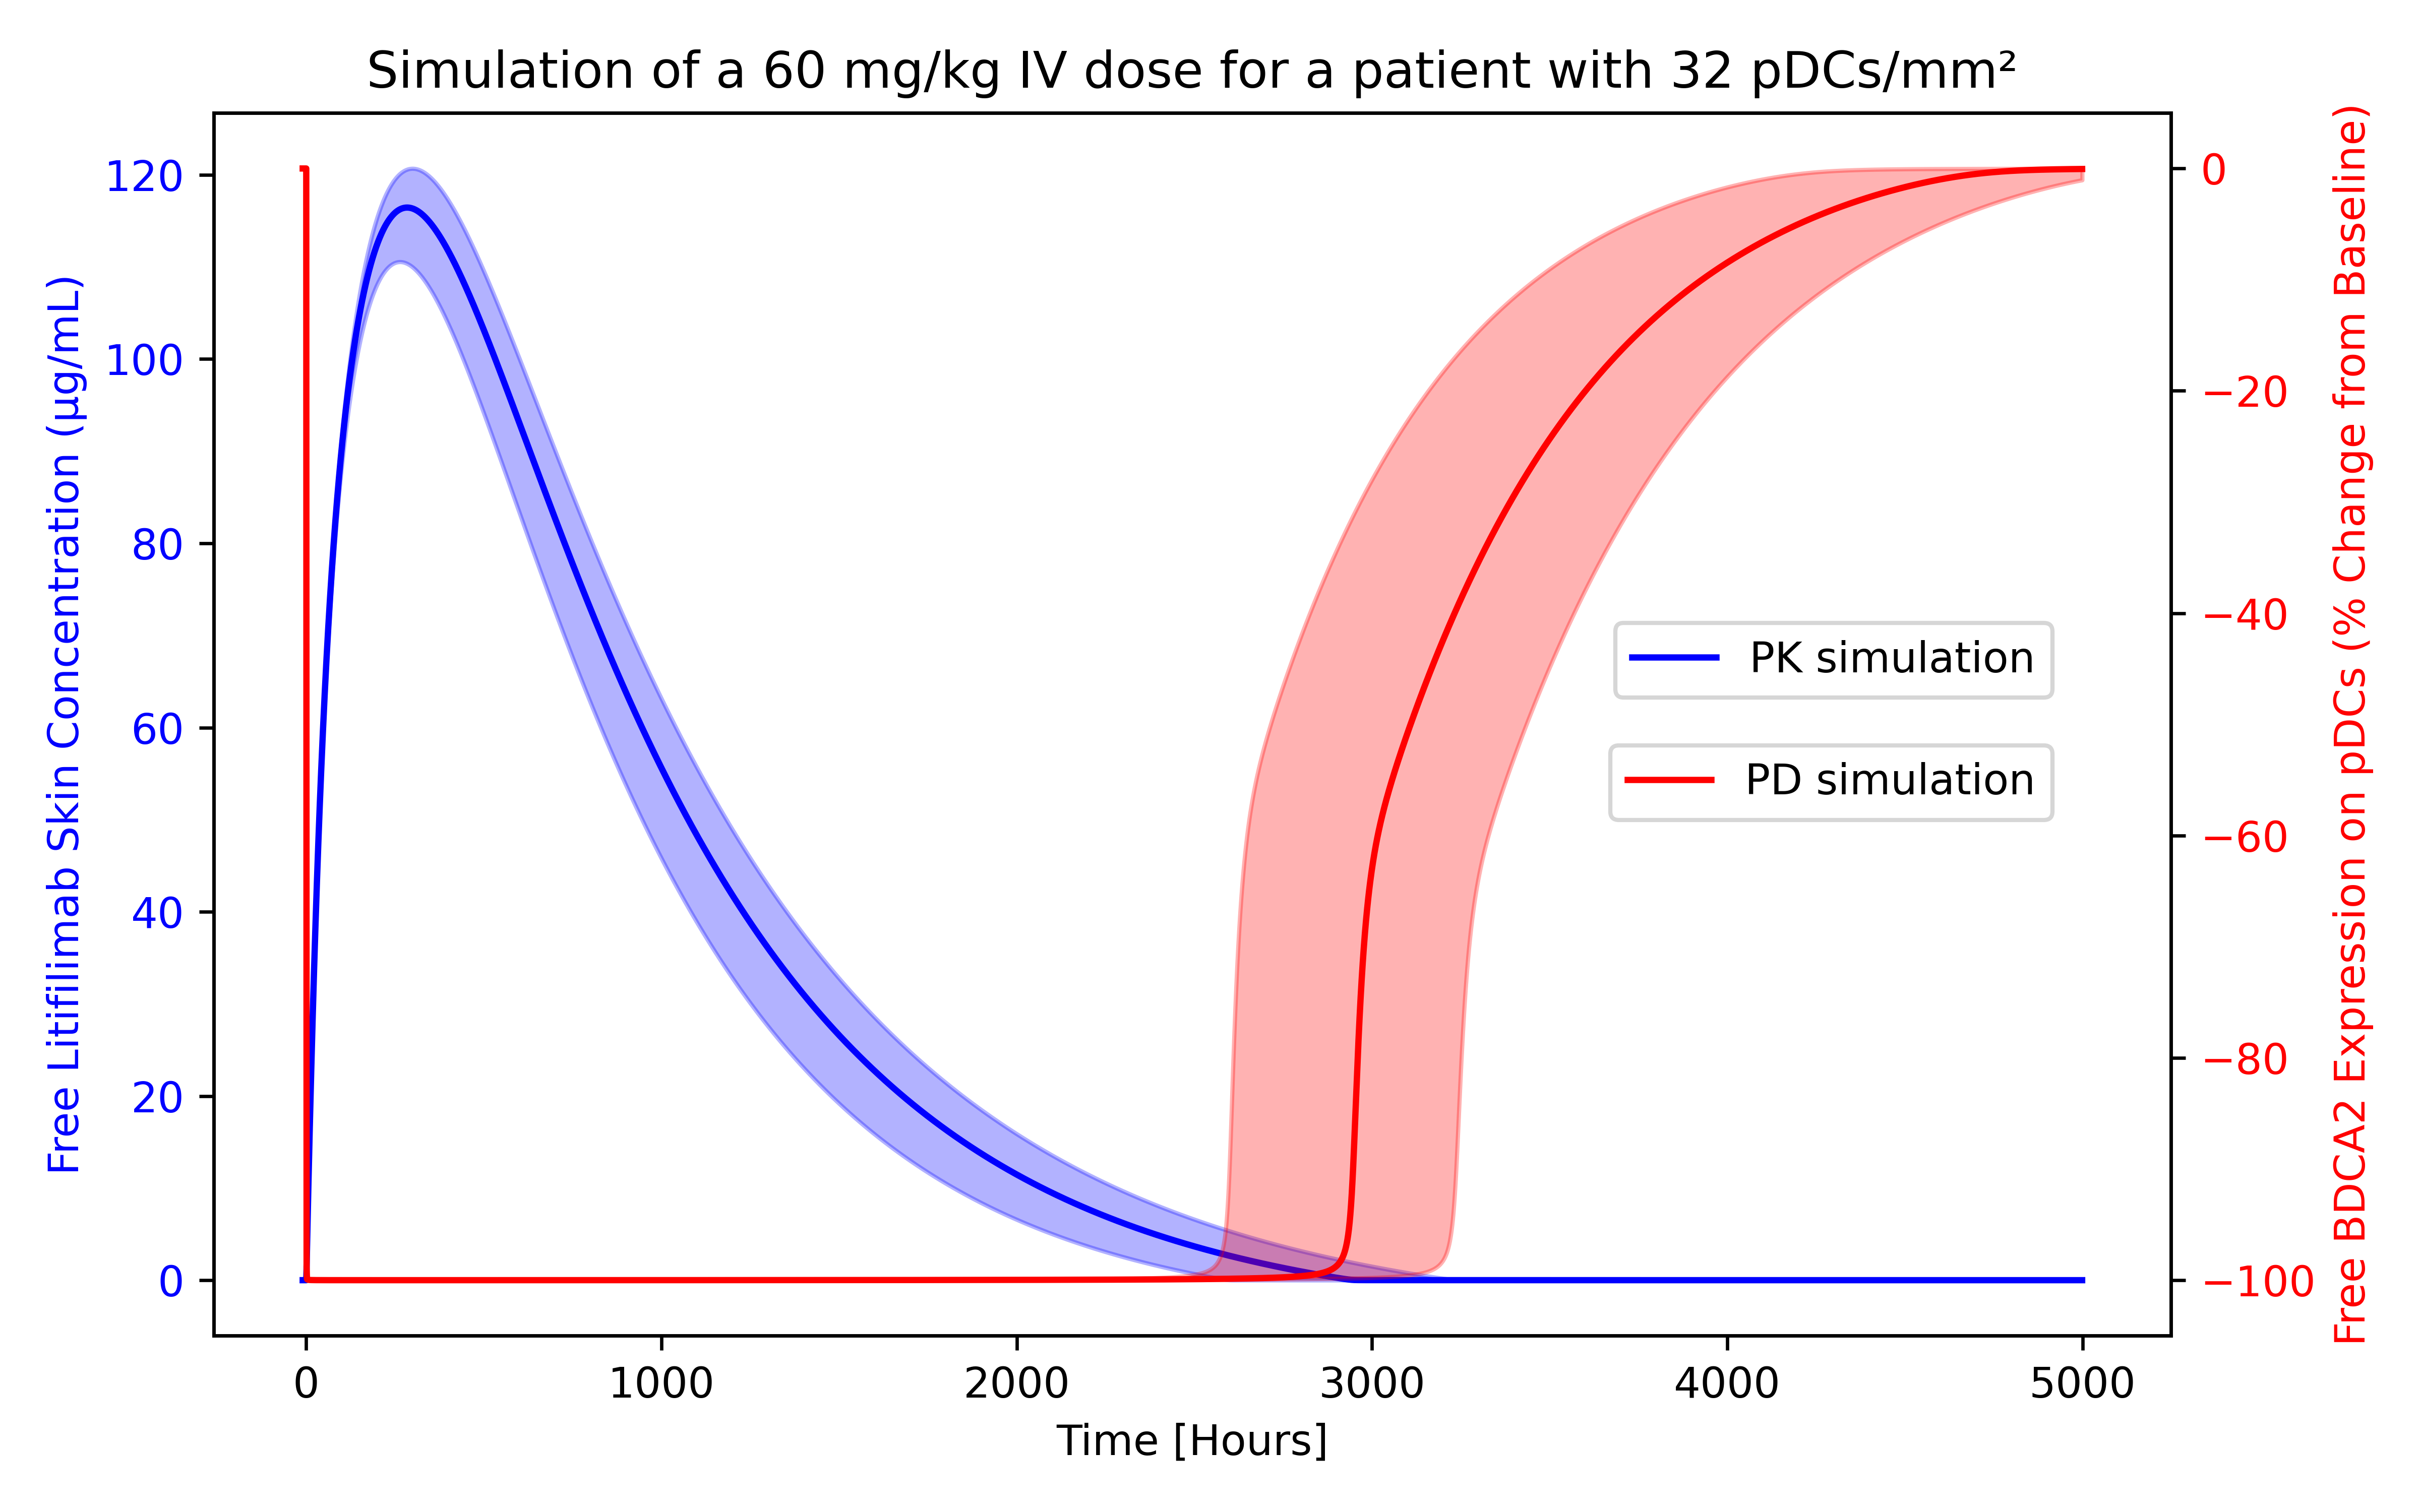 Simulation of a 60 mg/kg IV dose for a patient with 32 pDCs/mm²
Free Litifilimab Skin Concentration (µg/mL)
120
100
80
60
40
20
0
0
−20
−40
−60
−80
−100
Free BDCA2 Expression on pDCs (% Change from Baseline)
PK simulation
PD simulation
0 1000 2000 3000 4000 5000
Time [Hours]